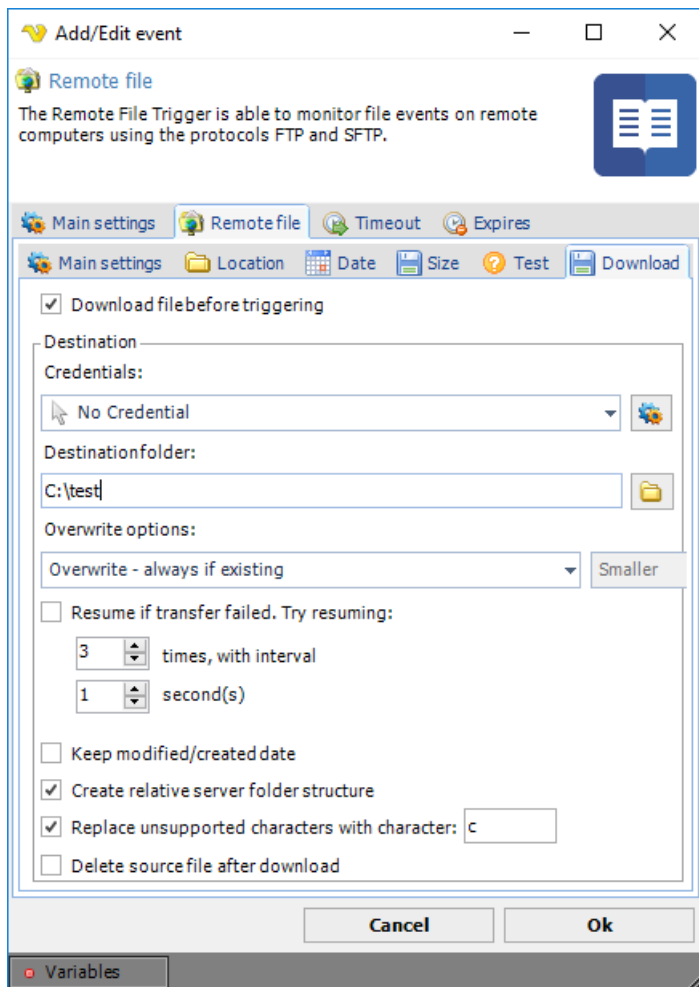 Add/Edit event
Remote file
The Remote File Trigger is able to monitor file events on remote
computers using the protocols FTP and SFTP.
Main settings Remote file Timeout Expires
Main settings Location Date Size Test Download
Download file before triggering
Destination
Credentials:
No Credential
Destination folder:
C:\test
Overwrite options:
Overwrite - always if existing Smaller
Resume if transfer failed. Try resuming:
3 times, with interval
1 second(s)
Keep modified/created date
Create relative server folder structure
Replace unsupported characters with character: c
Delete source file after download
Cancel Ok
Variables